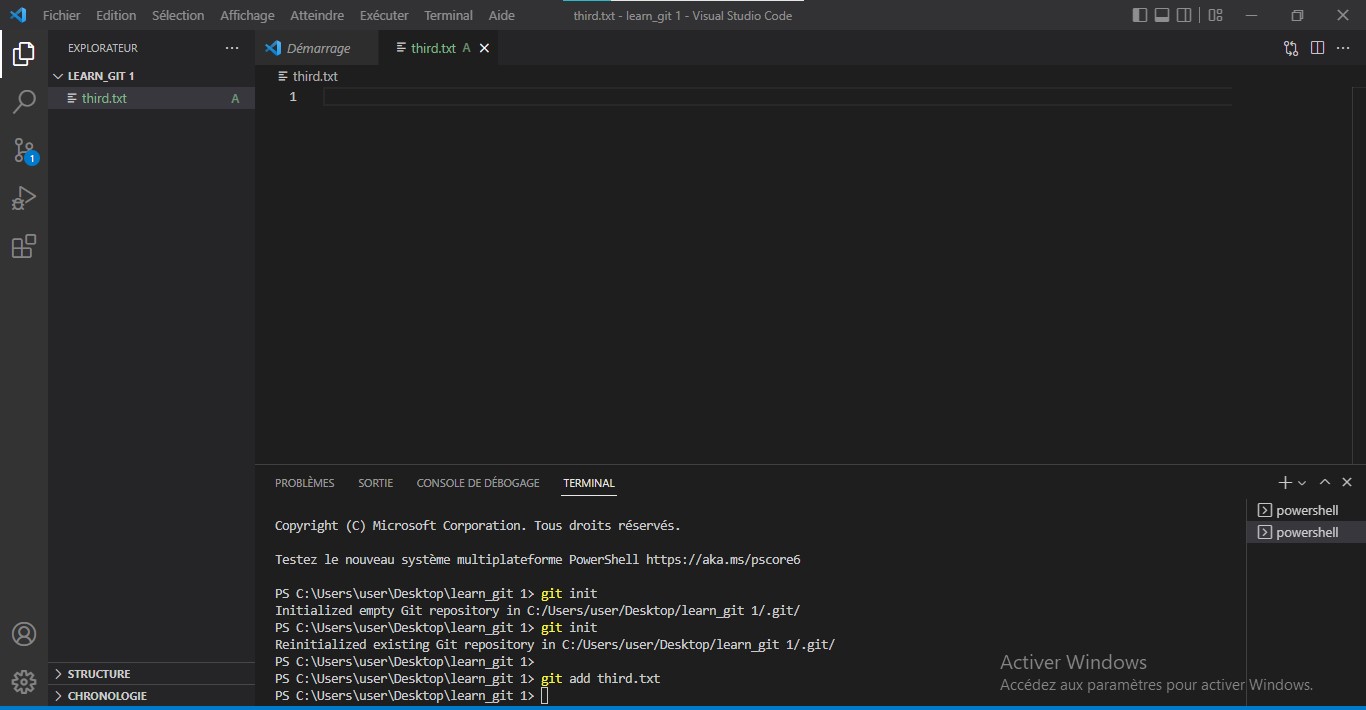 Fichier Edition Sélection Affichage Atteindre Exécuter Terminal Aide third.txt - learn_git 1 - Visual Studio Code
EXPLORATEUR
Démarrage
third.txt A
LEARN_GIT 1
third.txt
third.txt A
1
1
PROBLÈMES SORTIE CONSOLE DE DÉBOGAGE TERMINAL
powershell
powershell
Copyright (C) Microsoft Corporation. Tous droits réservés.
Testez le nouveau système multiplateforme PowerShell https://aka.ms/pscore6
PS C:\Users\user\Desktop\learn_git 1> git init
Initialized empty Git repository in C:/Users/user/Desktop/learn_git 1/.git/
PS C:\Users\user\Desktop\learn_git 1> git init
Reinitialized existing Git repository in C:/Users/user/Desktop/learn_git 1/.git/
PS C:\Users\user\Desktop\learn_git 1>
PS C:\Users\user\Desktop\learn_git 1> git add third.txt
PS C:\Users\user\Desktop\learn_git 1>
STRUCTURE
CHRONOLOGIE
Activer Windows
Accédez aux paramètres pour activer Windows.